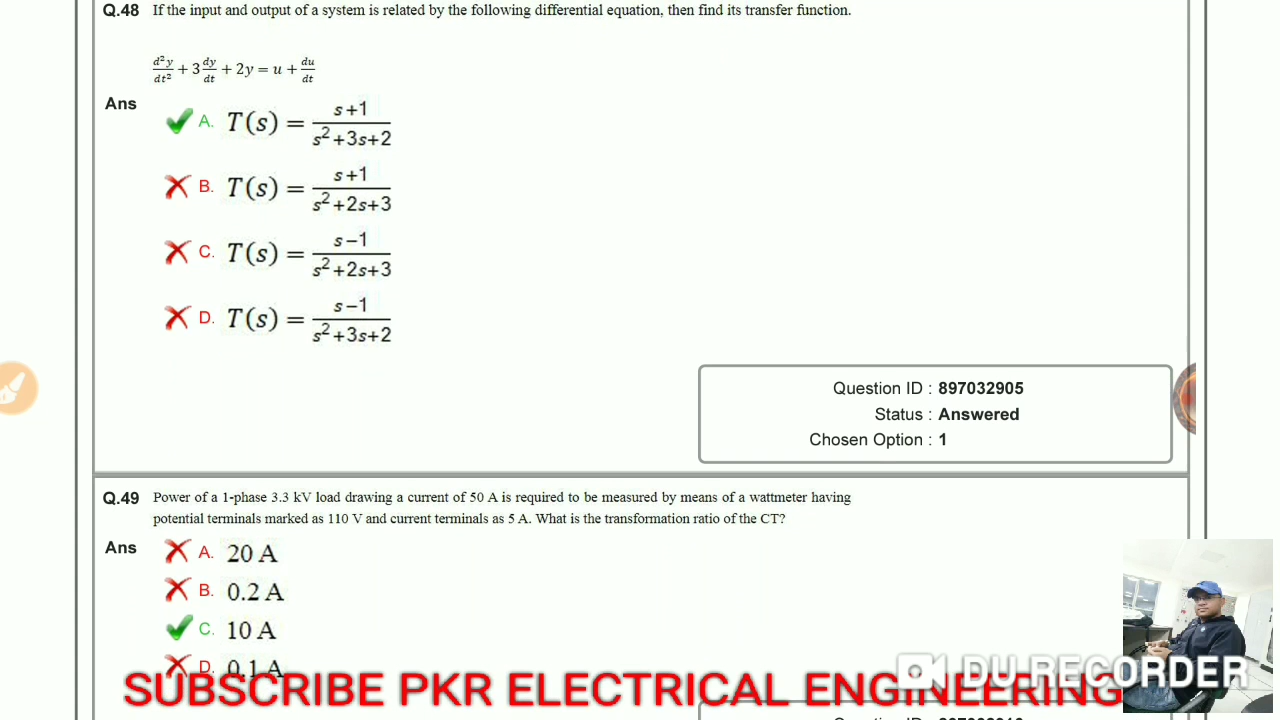 Q.48 If the input and output of a system is related by the following differential equation, then find its transfer function.
d²y/dt² + 3 dy/dt + 2y = u + du/dt
Ans
A. T(s) = s+1 / s²+3s+2
B. T(s) = s+1 / s²+2s+3
C. T(s) = s−1 / s²+2s+3
D. T(s) = s−1 / s²+3s+2
Question ID : 897032905
Status : Answered
Chosen Option : 1
Q.49 Power of a 1-phase 3.3 kV load drawing a current of 50 A is required to be measured by means of a wattmeter having
potential terminals marked as 110 V and current terminals as 5 A. What is the transformation ratio of the CT?
Ans
A. 20 A
B. 0.2 A
C. 10 A
D. 0.1 A
SUBSCRIBE PKR ELECTRICAL ENGINEERING
DU RECORDER